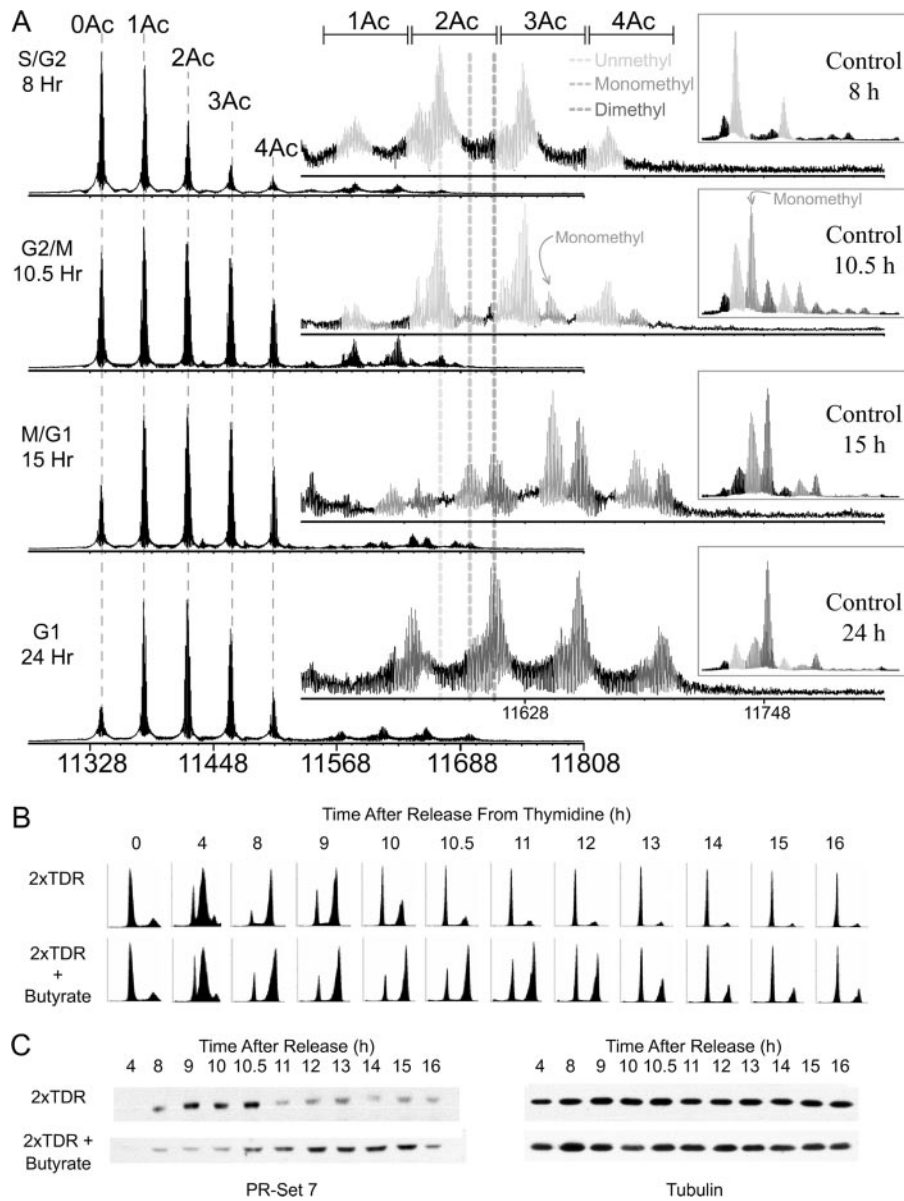 A
0Ac 1Ac 2Ac 3Ac 4Ac
1Ac 2Ac 3Ac 4Ac
S/G2
8 Hr
Unmethyl
Monomethyl
Dimethyl
Control
8 h
G2/M
10.5 Hr
Monomethyl
Monomethyl
Control
10.5 h
M/G1
15 Hr
Control
15 h
G1
24 Hr
Control
24 h
11628 11748
11328 11448 11568 11688 11808
B
Time After Release From Thymidine (h)
0 4 8 9 10 10.5 11 12 13 14 15 16
2xTDR
2xTDR
+
Butyrate
C
Time After Release (h)
4 8 9 10 10.5 11 12 13 14 15 16
Time After Release (h)
4 8 9 10 10.5 11 12 13 14 15 16
2xTDR
2xTDR +
Butyrate
PR-Set 7
Tubulin